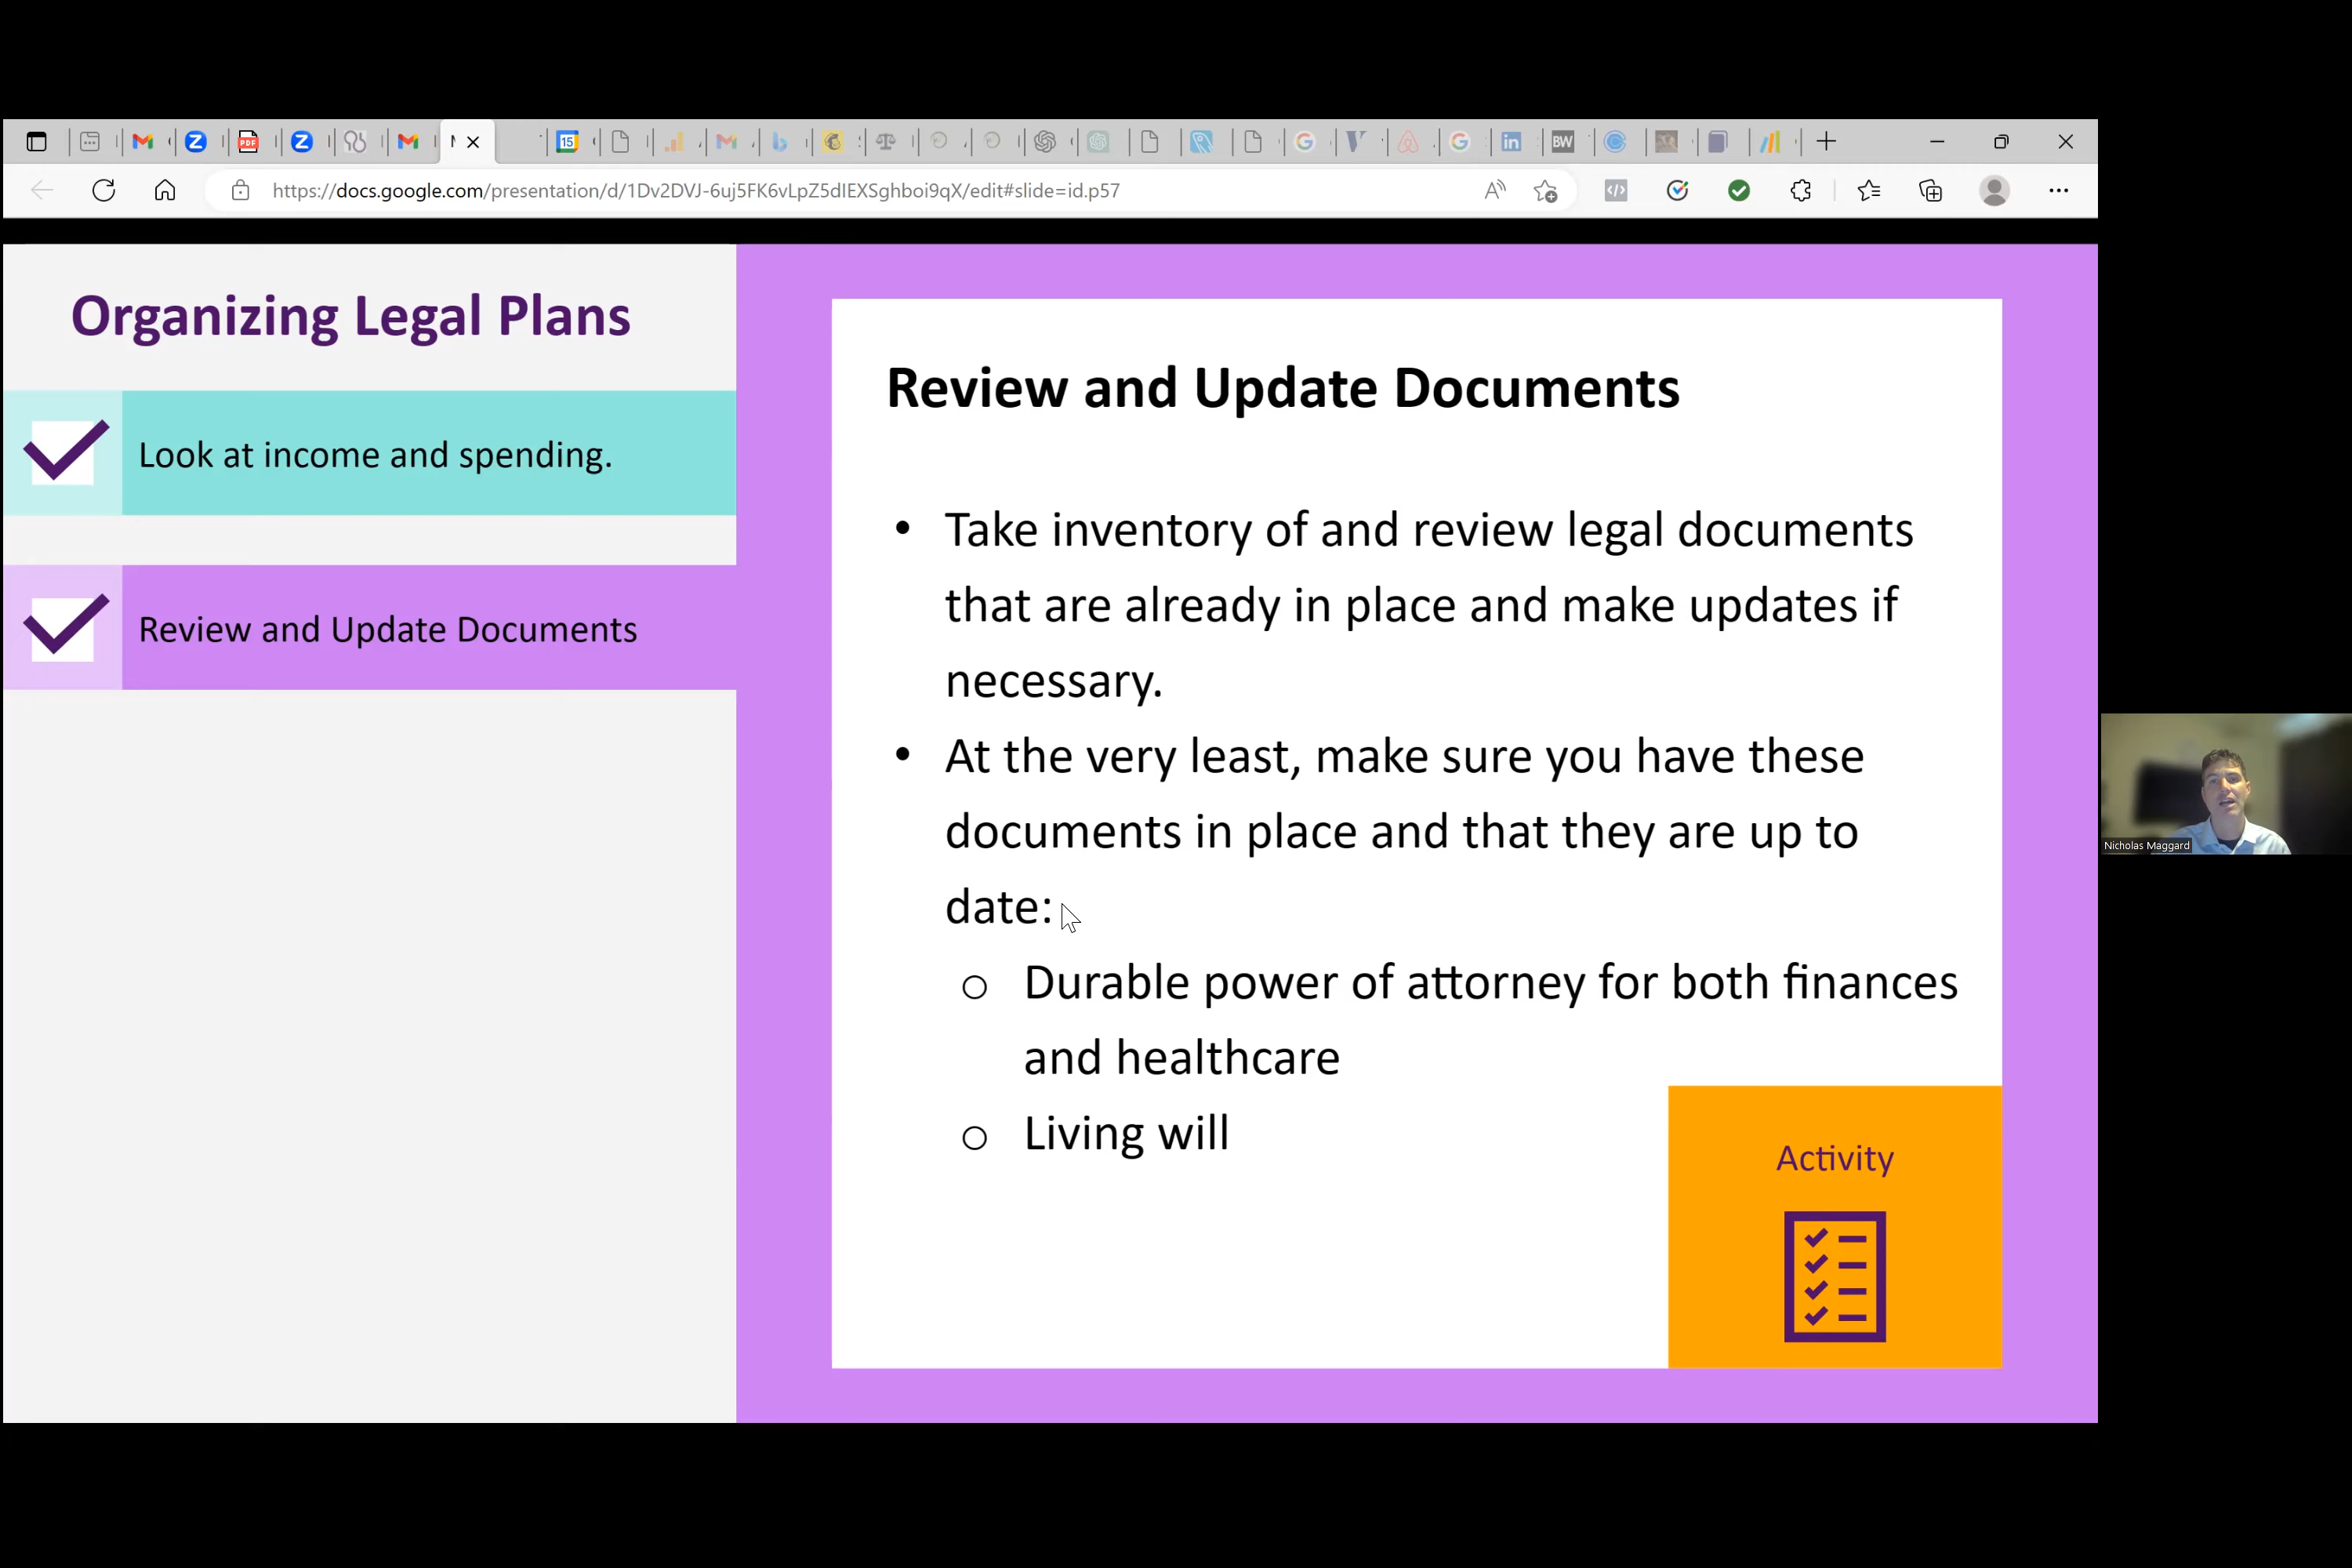 PDF
15
BW
https://docs.google.com/presentation/d/1Dv2DVJ-6uj5FK6vLpZ5dIEXSghboi9qX/edit#slide=id.p57
Organizing Legal Plans
Look at income and spending.
Review and Update Documents
Review and Update Documents
• Take inventory of and review legal documents
that are already in place and make updates if
necessary.
• At the very least, make sure you have these
documents in place and that they are up to
date:
o Durable power of attorney for both finances
and healthcare
o Living will
Activity
Nicholas Maggard